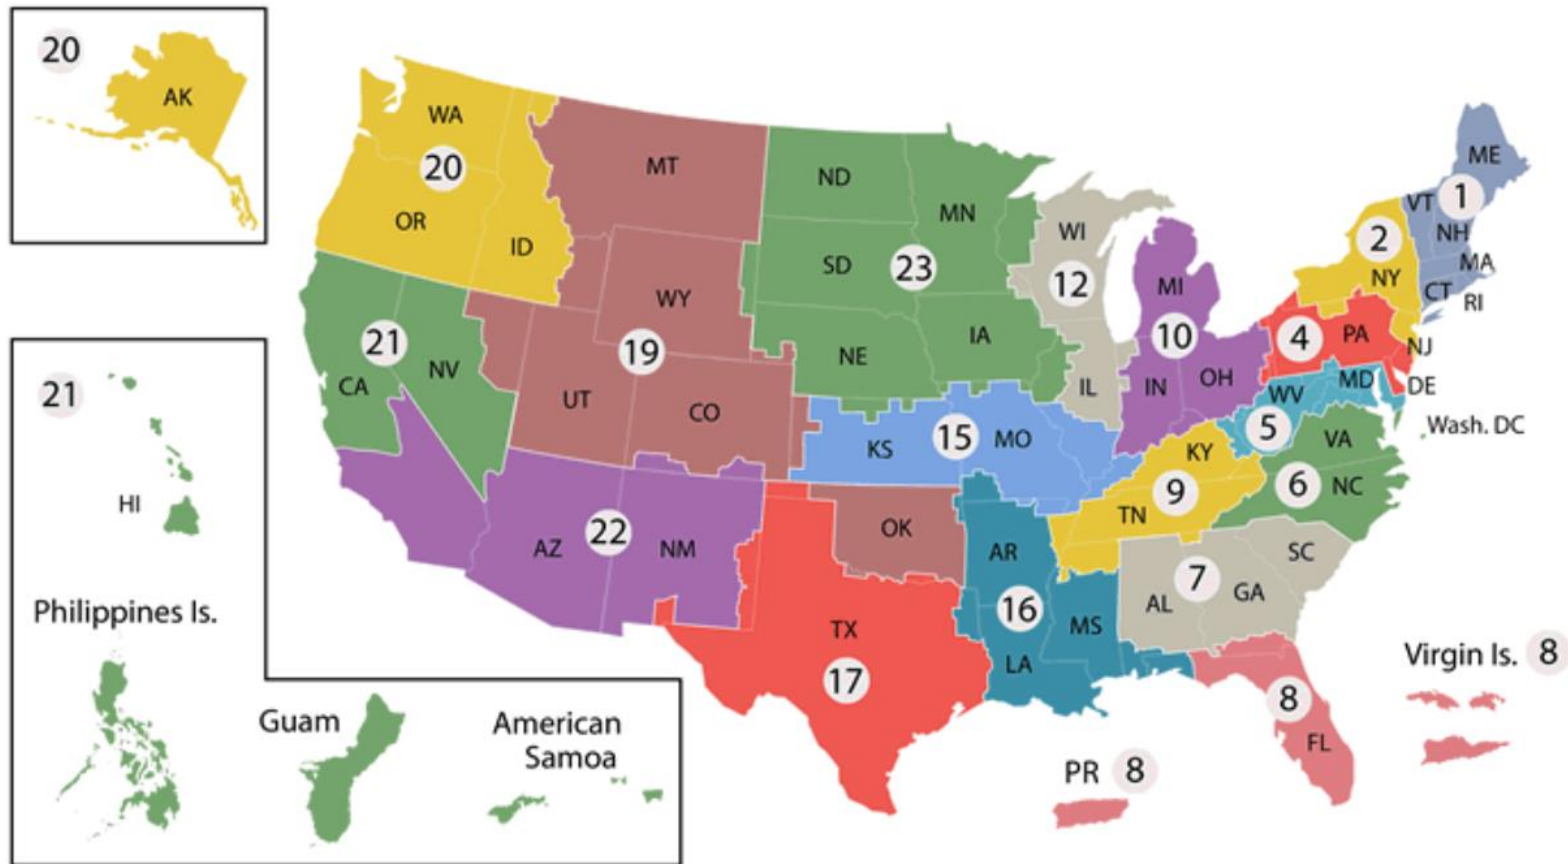 20
AK
WA
20
OR
ID
MT
WY
19
UT
CO
21
CA
NV
ND
MN
SD
23
NE
IA
WI
12
IL
MI
10
IN
OH
ME
VT
1
NH
MA
CT
RI
2
NY
4
PA
NJ
DE
MD
WV
5
Wash. DC
VA
6
NC
KY
9
TN
KS
15
MO
OK
AR
16
MS
LA
SC
7
AL
GA
AZ
22
NM
TX
17
8
FL
PR 8
Virgin Is. 8
21
HI
Philippines Is.
Guam
American
Samoa